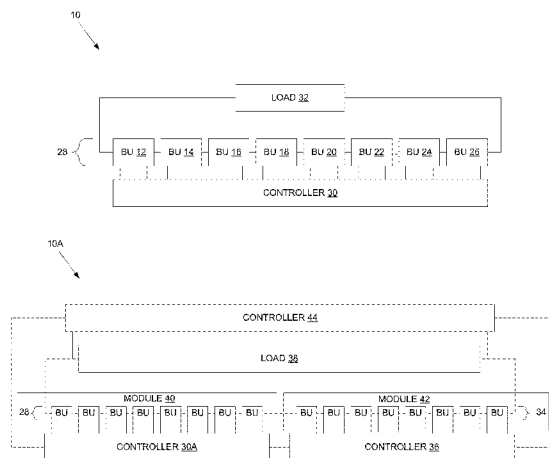 10
LOAD 32
28
BU 12 BU 14 BU 16 BU 18 BU 20 BU 22 BU 24 BU 26
CONTROLLER 30
10A
CONTROLLER 44
LOAD 38
MODULE 40 MODULE 42
28 BU BU BU BU BU BU BU BU BU BU BU BU BU BU BU BU 34
CONTROLLER 30A CONTROLLER 36